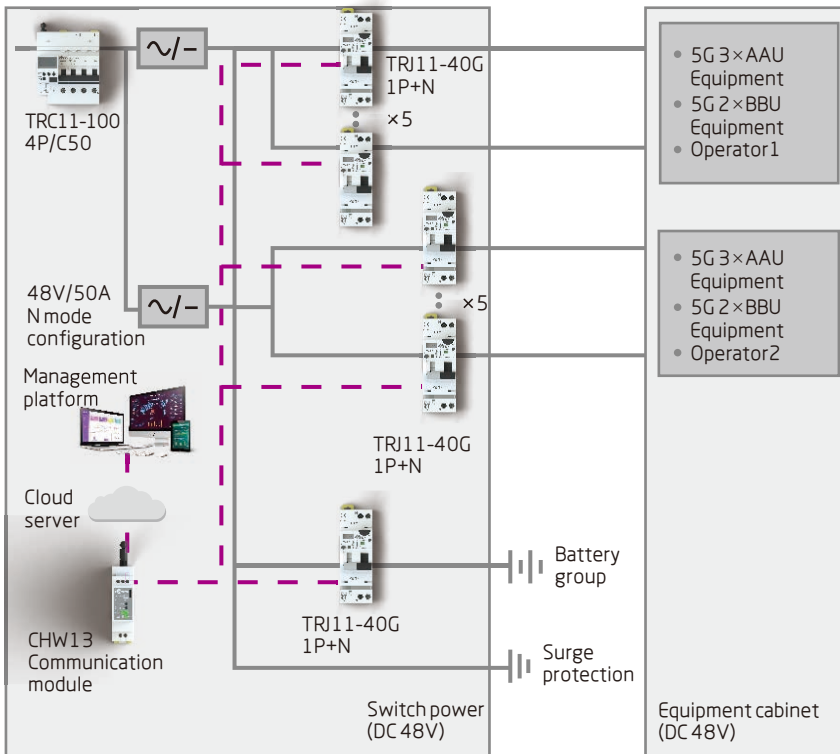 TRC11-100
4P/C50
~/-
TRJ11-40G
1P+N
×5
• 5G 3×AAU
Equipment
• 5G 2×BBU
Equipment
• Operator1
48V/50A
N mode
configuration
~/-
×5
TRJ11-40G
1P+N
• 5G 3×AAU
Equipment
• 5G 2×BBU
Equipment
• Operator2
Management
platform
Cloud
server
CHW13
Communication
module
TRJ11-40G
1P+N
Battery
group
Surge
protection
Switch power
(DC 48V)
Equipment cabinet
(DC 48V)